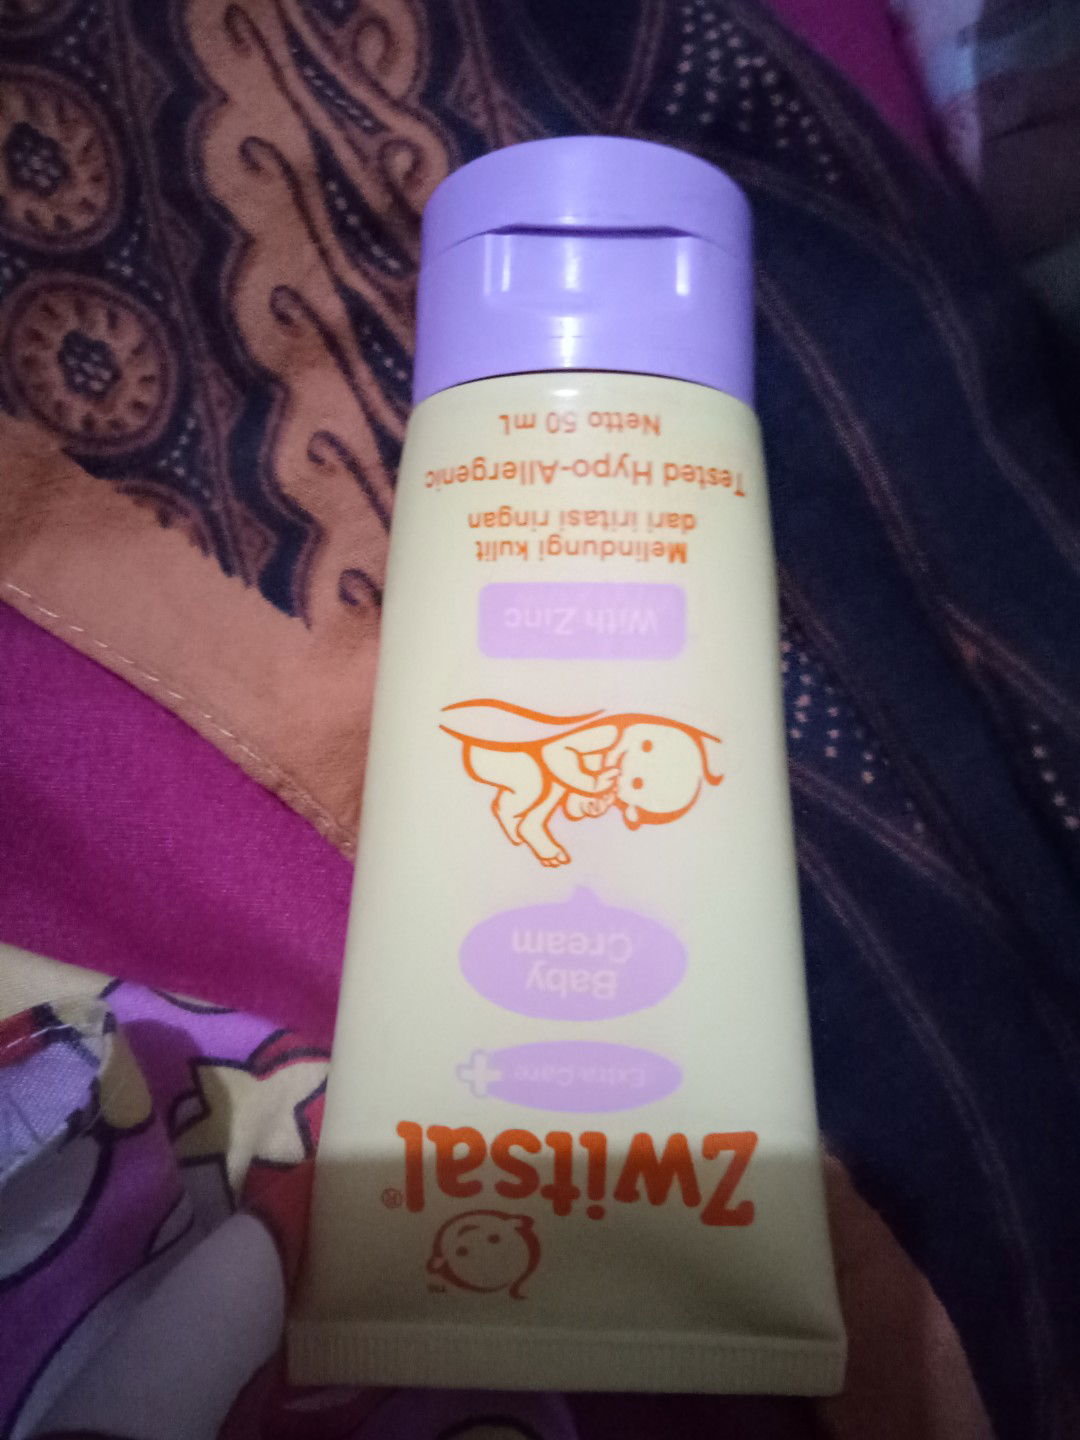 Zwitsal®
Extra Care +
Baby
Cream
With Zinc
Melindungi kulit
dari iritasi ringan
Tested Hypo-Allergenic
Netto 50 mL